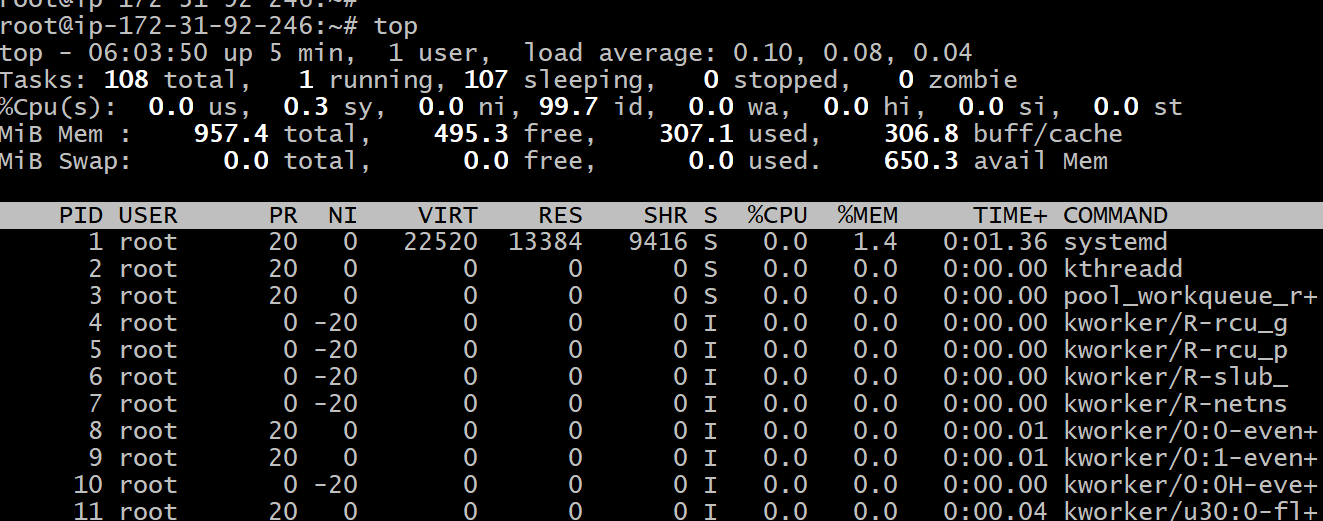 root@ip-172-31-92-246:~#
root@ip-172-31-92-246:~# top
top - 06:03:50 up 5 min,  1 user,  load average: 0.10, 0.08, 0.04
Tasks: 108 total,   1 running, 107 sleeping,   0 stopped,   0 zombie
%Cpu(s):  0.0 us,  0.3 sy,  0.0 ni, 99.7 id,  0.0 wa,  0.0 hi,  0.0 si,  0.0 st
MiB Mem :    957.4 total,    495.3 free,    307.1 used,    306.8 buff/cache
MiB Swap:      0.0 total,      0.0 free,      0.0 used.    650.3 avail Mem
PID USER      PR  NI    VIRT    RES    SHR S  %CPU  %MEM     TIME+ COMMAND
1 root      20   0   22520  13384   9416 S   0.0   1.4   0:01.36 systemd
2 root      20   0       0      0      0 S   0.0   0.0   0:00.00 kthreadd
3 root      20   0       0      0      0 S   0.0   0.0   0:00.00 pool_workqueue_r+
4 root       0 -20       0      0      0 I   0.0   0.0   0:00.00 kworker/R-rcu_g
5 root       0 -20       0      0      0 I   0.0   0.0   0:00.00 kworker/R-rcu_p
6 root       0 -20       0      0      0 I   0.0   0.0   0:00.00 kworker/R-slub_
7 root       0 -20       0      0      0 I   0.0   0.0   0:00.00 kworker/R-netns
8 root      20   0       0      0      0 I   0.0   0.0   0:00.01 kworker/0:0-even+
9 root      20   0       0      0      0 I   0.0   0.0   0:00.01 kworker/0:1-even+
10 root       0 -20       0      0      0 I   0.0   0.0   0:00.00 kworker/0:0H-eve+
11 root      20   0       0      0      0 I   0.0   0.0   0:00.04 kworker/u30:0-fl+